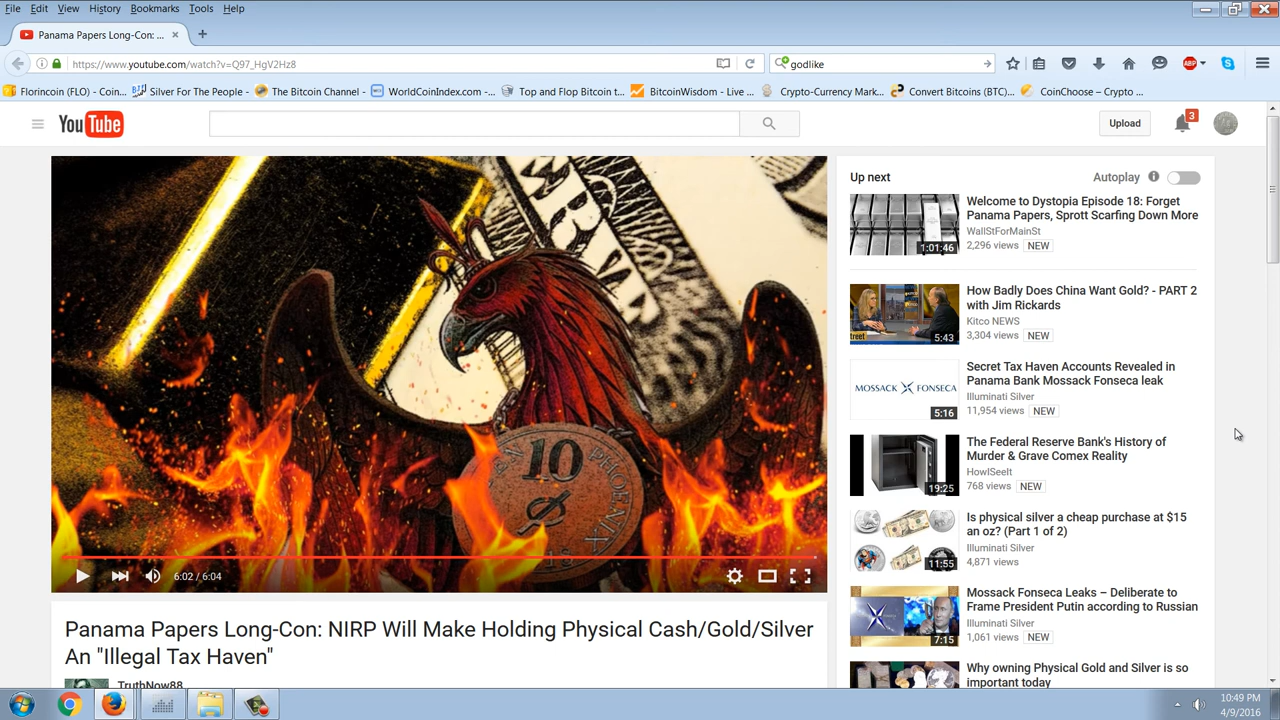 File Edit View History Bookmarks Tools Help
Panama Papers Long-Con: ...
https://www.youtube.com/watch?v=Q97_HgV2Hz8
godlike
ABP
Florincoin (FLO) - Coin... Silver For The People - ... The Bitcoin Channel - ... WorldCoinIndex.com -... Top and Flop Bitcoin t... BitcoinWisdom - Live ... Crypto-Currency Mark... Convert Bitcoins (BTC)... CoinChoose – Crypto ...
YouTube
Upload
3
10
PHOENIX
6:02 / 6:04
Panama Papers Long-Con: NIRP Will Make Holding Physical Cash/Gold/Silver
An "Illegal Tax Haven"
TruthNow88
Up next
Autoplay
1:01:46
Welcome to Dystopia Episode 18: Forget
Panama Papers, Sprott Scarfing Down More
WallStForMainSt
2,296 views NEW
treet
5:43
How Badly Does China Want Gold? - PART 2
with Jim Rickards
Kitco NEWS
3,304 views NEW
MOSSACK FONSECA
5:16
Secret Tax Haven Accounts Revealed in
Panama Bank Mossack Fonseca leak
Illuminati Silver
11,954 views NEW
19:25
The Federal Reserve Bank's History of
Murder & Grave Comex Reality
HowISeeIt
768 views NEW
11:55
Is physical silver a cheap purchase at $15
an oz? (Part 1 of 2)
Illuminati Silver
4,871 views
7:15
Mossack Fonseca Leaks – Deliberate to
Frame President Putin according to Russian
Illuminati Silver
1,061 views NEW
Why owning Physical Gold and Silver is so
important today
10:49 PM
4/9/2016